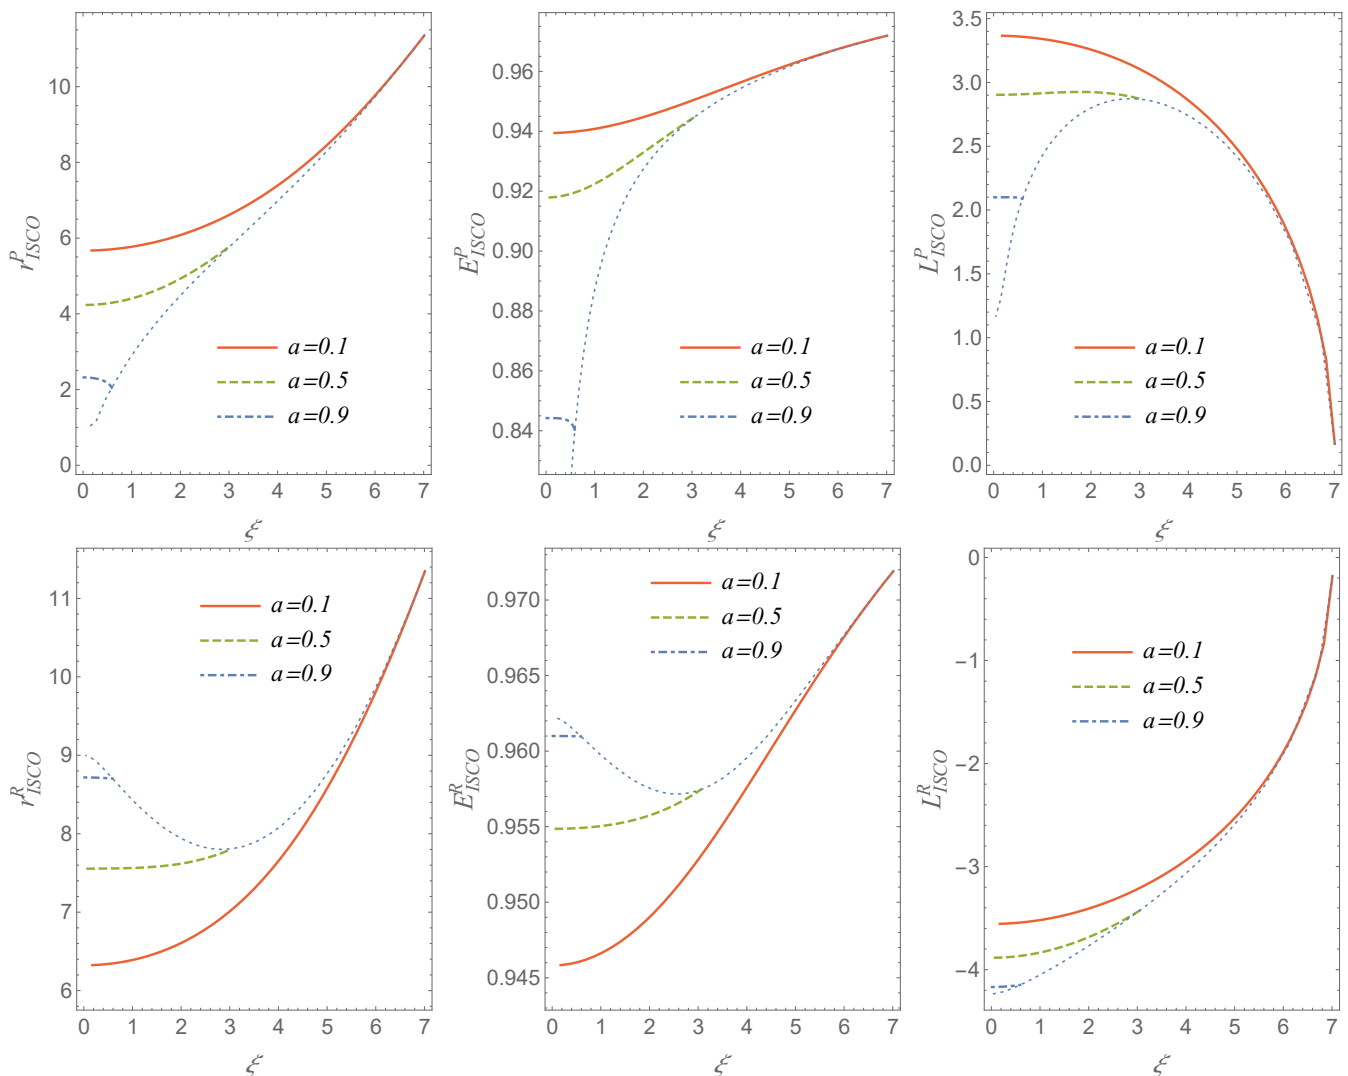 10
8
6
4
2
0
0 1 2 3 4 5 6 7
r^P_ISCO
ξ
a=0.1
a=0.5
a=0.9
0.96
0.94
0.92
0.90
0.88
0.86
0.84
0 1 2 3 4 5 6 7
E^P_ISCO
ξ
a=0.1
a=0.5
a=0.9
3.5
3.0
2.5
2.0
1.5
1.0
0.5
0.0
0 1 2 3 4 5 6 7
L^P_ISCO
ξ
a=0.1
a=0.5
a=0.9
11
10
9
8
7
6
0 1 2 3 4 5 6 7
r^R_ISCO
ξ
a=0.1
a=0.5
a=0.9
0.970
0.965
0.960
0.955
0.950
0.945
0 1 2 3 4 5 6 7
E^R_ISCO
ξ
a=0.1
a=0.5
a=0.9
0
−1
−2
−3
−4
0 1 2 3 4 5 6 7
L^R_ISCO
ξ
a=0.1
a=0.5
a=0.9